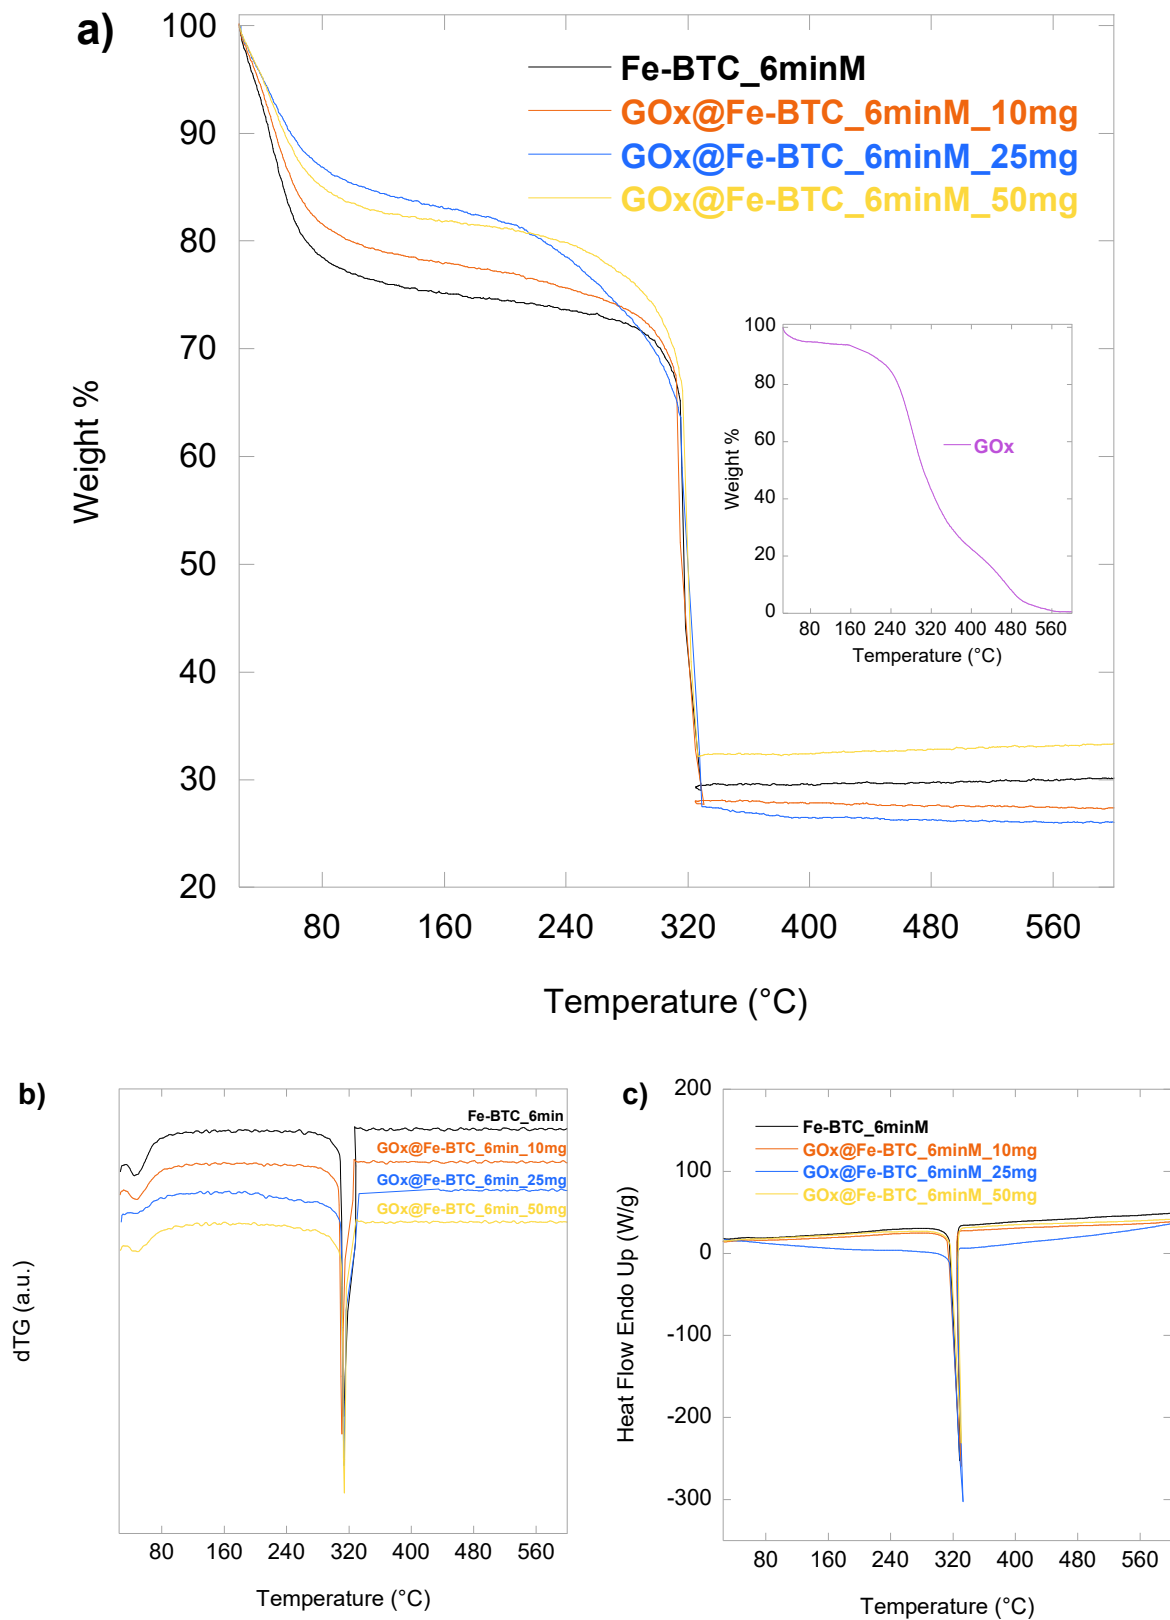 a)
100
90
80
70
60
50
40
30
20
Weight %
Fe-BTC_6minM
GOx@Fe-BTC_6minM_10mg
GOx@Fe-BTC_6minM_25mg
GOx@Fe-BTC_6minM_50mg
100
80
60
40
20
0
Weight %
GOx
80 160 240 320 400 480 560
Temperature (°C)
80 160 240 320 400 480 560
Temperature (°C)
b)
Fe-BTC_6min
GOx@Fe-BTC_6min_10mg
GOx@Fe-BTC_6min_25mg
GOx@Fe-BTC_6min_50mg
dTG (a.u.)
80 160 240 320 400 480 560
Temperature (°C)
c)
200
100
0
-100
-200
-300
Heat Flow Endo Up (W/g)
Fe-BTC_6minM
GOx@Fe-BTC_6minM_10mg
GOx@Fe-BTC_6minM_25mg
GOx@Fe-BTC_6minM_50mg
80 160 240 320 400 480 560
Temperature (°C)